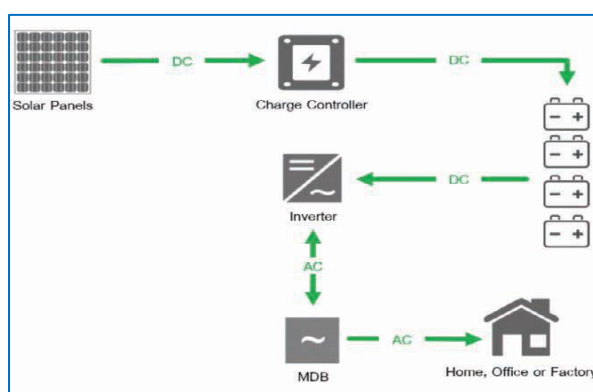 DC
DC
Solar Panels
Charge Controller
DC
Inverter
AC
AC
MDB
Home, Office or Factory